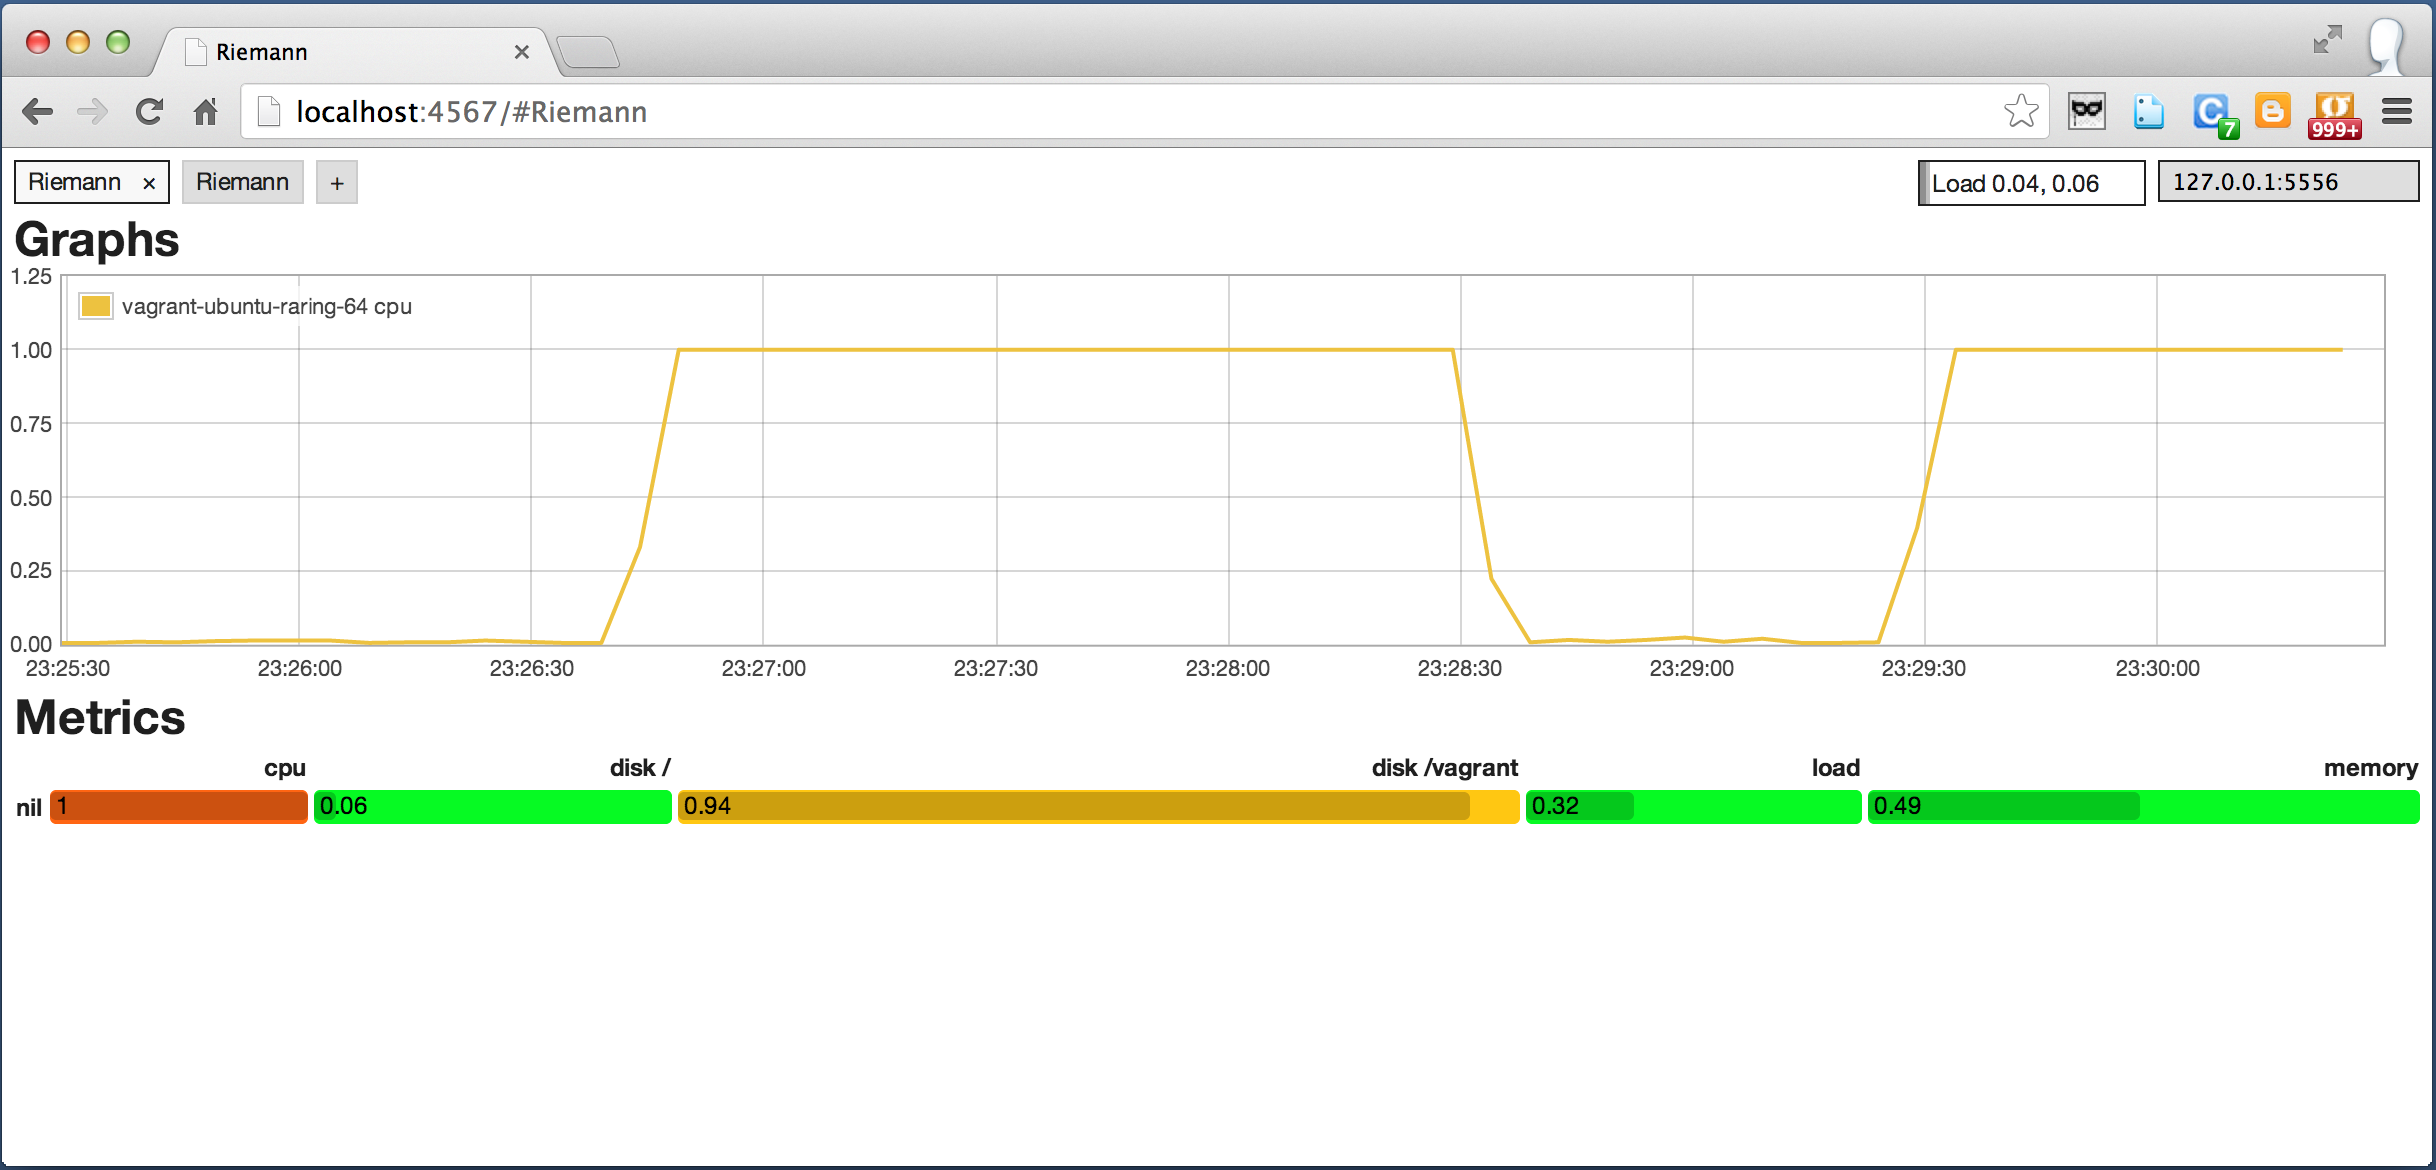 Riemann
localhost:4567/#Riemann
7
999+
Riemann × Riemann + Load 0.04, 0.06 127.0.0.1:5556
Graphs
1.25
vagrant-ubuntu-raring-64 cpu
1.00
0.75
0.50
0.25
0.00
23:25:30 23:26:00 23:26:30 23:27:00 23:27:30 23:28:00 23:28:30 23:29:00 23:29:30 23:30:00
Metrics
cpu disk / disk /vagrant load memory
nil 1 0.06 0.94 0.32 0.49